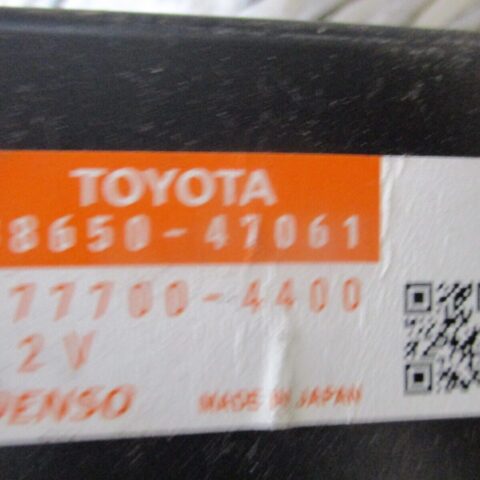 TOYOTA
8650-47061
77700-4400
2V
DENSO MADE IN JAPAN